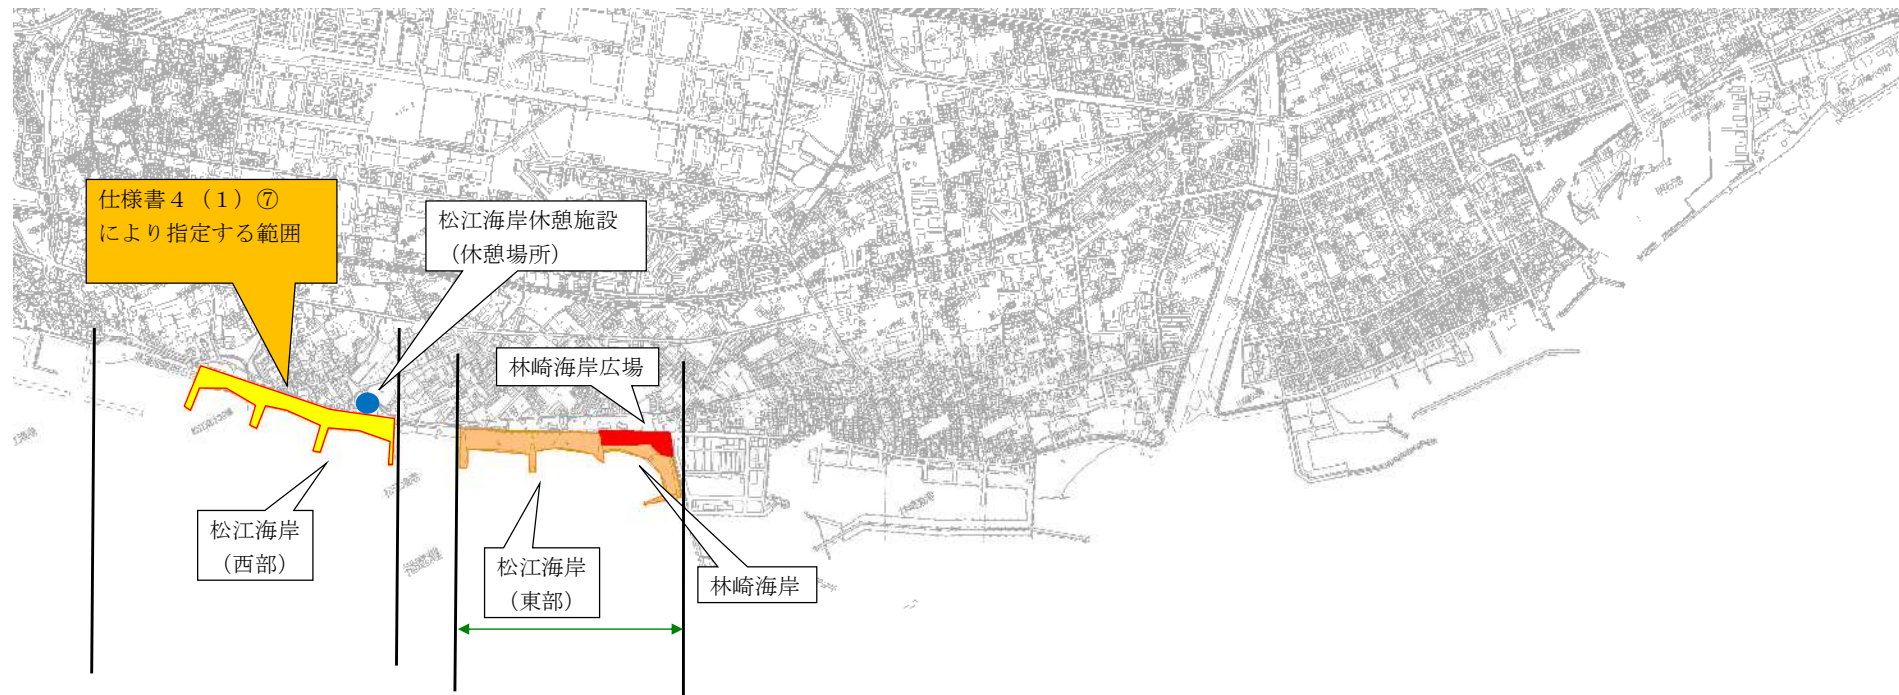 仕様書４（１）⑦
により指定する範囲
松江海岸休憩施設
（休憩場所）
林崎海岸広場
松江海岸
（西部）
松江海岸
（東部）
林崎海岸